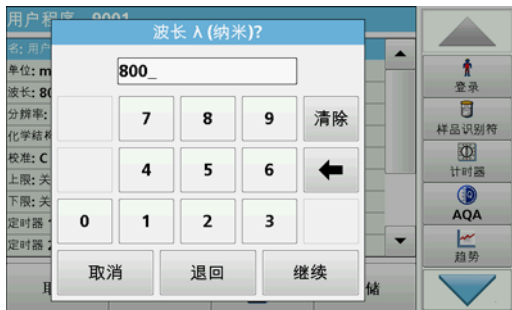 用户程序 9001
波长 λ (纳米)?
名: 用户
800_
单位: m
波长: 80
分辨率:
化学结构
校准: C
上限: 关
下限: 关
定时器 1
定时器 2
7 8 9 清除
4 5 6
0 1 2 3
取消 退回 继续
储
登录
样品识别符
计时器
AQA
趋势